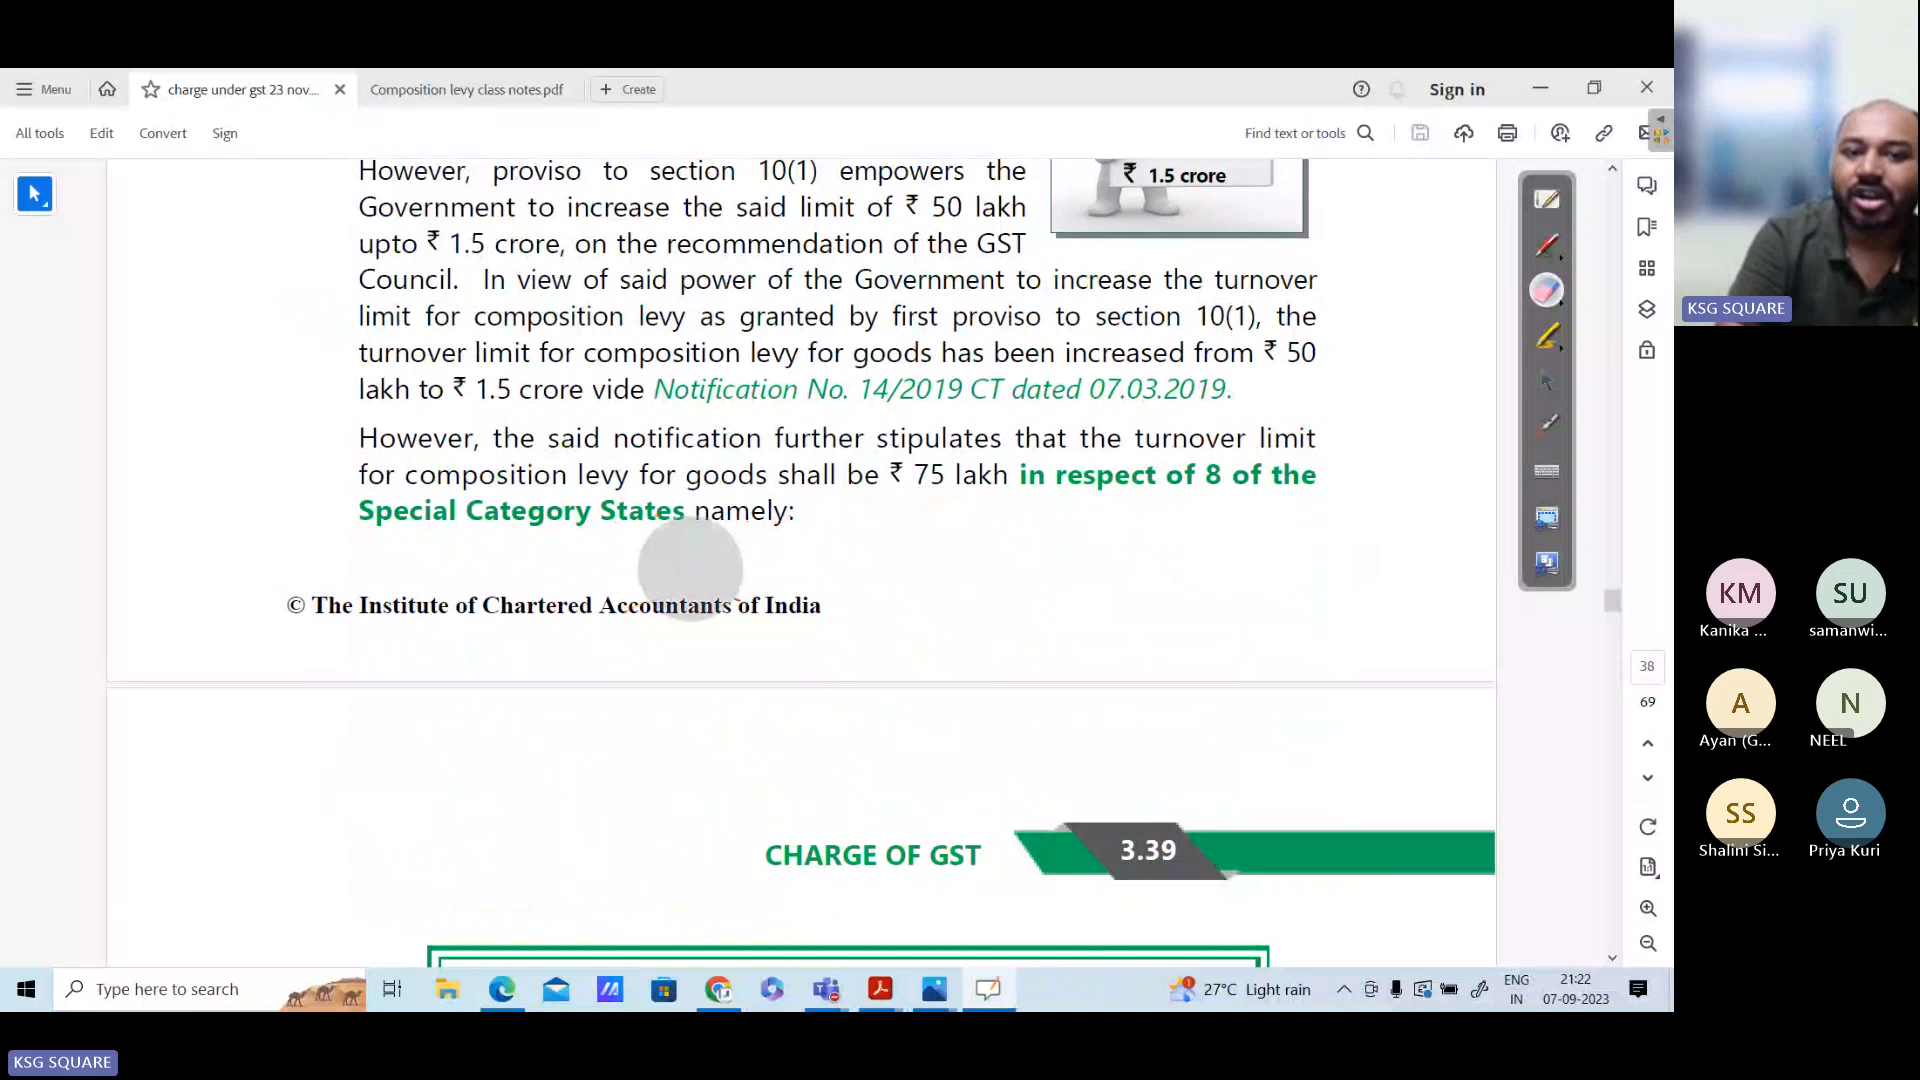 Menu
charge under gst 23 nov...
Composition levy class notes.pdf
Create
Sign in
All tools
Edit
Convert
Sign
Find text or tools
However, proviso to section 10(1) empowers the
Government to increase the said limit of ₹ 50 lakh
upto ₹ 1.5 crore, on the recommendation of the GST
Council. In view of said power of the Government to increase the turnover
limit for composition levy as granted by first proviso to section 10(1), the
turnover limit for composition levy for goods has been increased from ₹ 50
lakh to ₹ 1.5 crore vide Notification No. 14/2019 CT dated 07.03.2019.
₹ 1.5 crore
However, the said notification further stipulates that the turnover limit
for composition levy for goods shall be ₹ 75 lakh in respect of 8 of the
Special Category States namely:
© The Institute of Chartered Accountants of India
CHARGE OF GST
3.39
38
69
KSG SQUARE
KM
Kanika ...
SU
samanwi...
A
Ayan (G...
N
NEEL
SS
Shalini Si...
Priya Kuri
Type here to search
27°C Light rain
ENG
IN
21:22
07-09-2023
KSG SQUARE